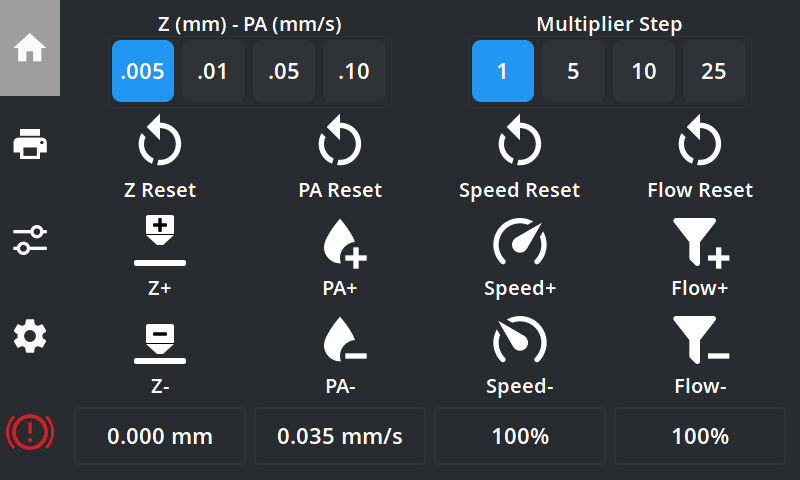 Z (mm) - PA (mm/s) Multiplier Step
.005 .01 .05 .10 1 5 10 25
Z Reset PA Reset Speed Reset Flow Reset
Z+ PA+ Speed+ Flow+
Z- PA- Speed- Flow-
0.000 mm 0.035 mm/s 100% 100%